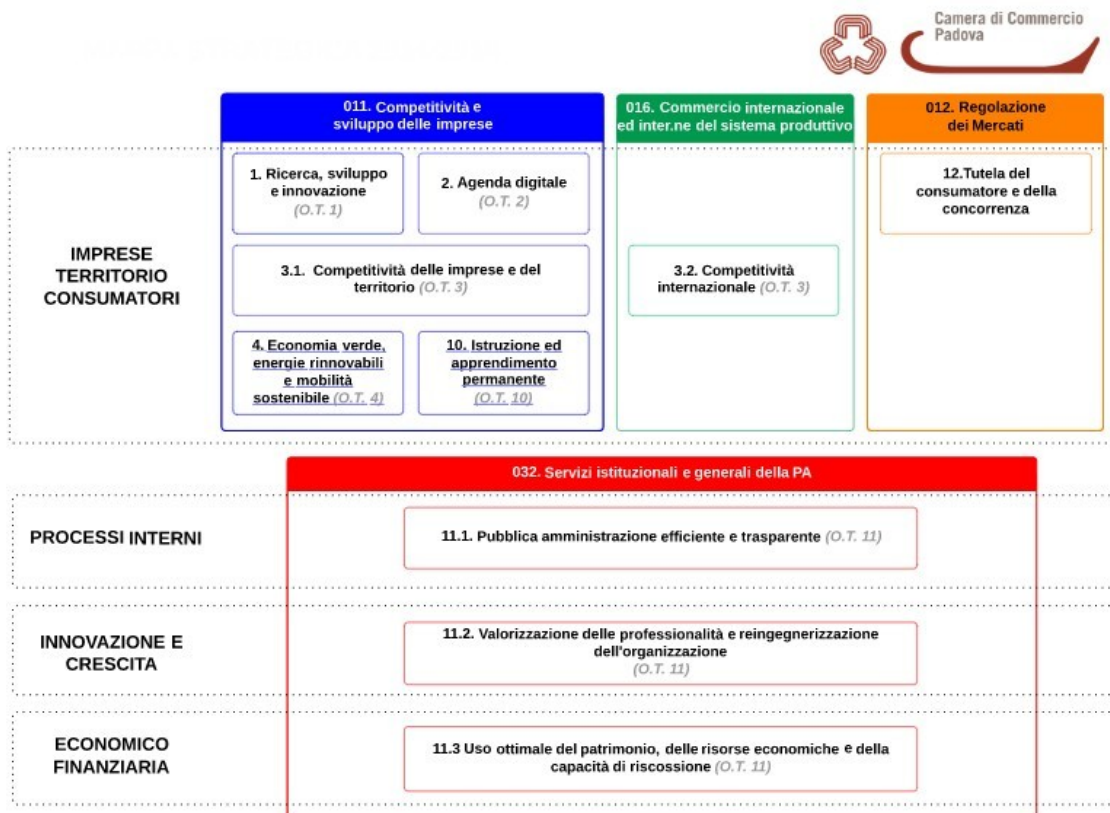 Camera di Commercio
Padova
011. Competitività e
sviluppo delle imprese
016. Commercio internazionale
ed inter.ne del sistema produttivo
012. Regolazione
dei Mercati
IMPRESE
TERRITORIO
CONSUMATORI
1. Ricerca, sviluppo
e innovazione
(O.T. 1)
2. Agenda digitale
(O.T. 2)
12.Tutela del
consumatore e della
concorrenza
3.1. Competitività delle imprese e del
territorio (O.T. 3)
3.2. Competitività
internazionale (O.T. 3)
4. Economia verde,
energie rinnovabili
e mobilità
sostenibile (O.T. 4)
10. Istruzione ed
apprendimento
permanente
(O.T. 10)
032. Servizi istituzionali e generali della PA
PROCESSI INTERNI
11.1. Pubblica amministrazione efficiente e trasparente (O.T. 11)
INNOVAZIONE E
CRESCITA
11.2. Valorizzazione delle professionalità e reingegnerizzazione
dell'organizzazione
(O.T. 11)
ECONOMICO
FINANZIARIA
11.3 Uso ottimale del patrimonio, delle risorse economiche e della
capacità di riscossione (O.T. 11)